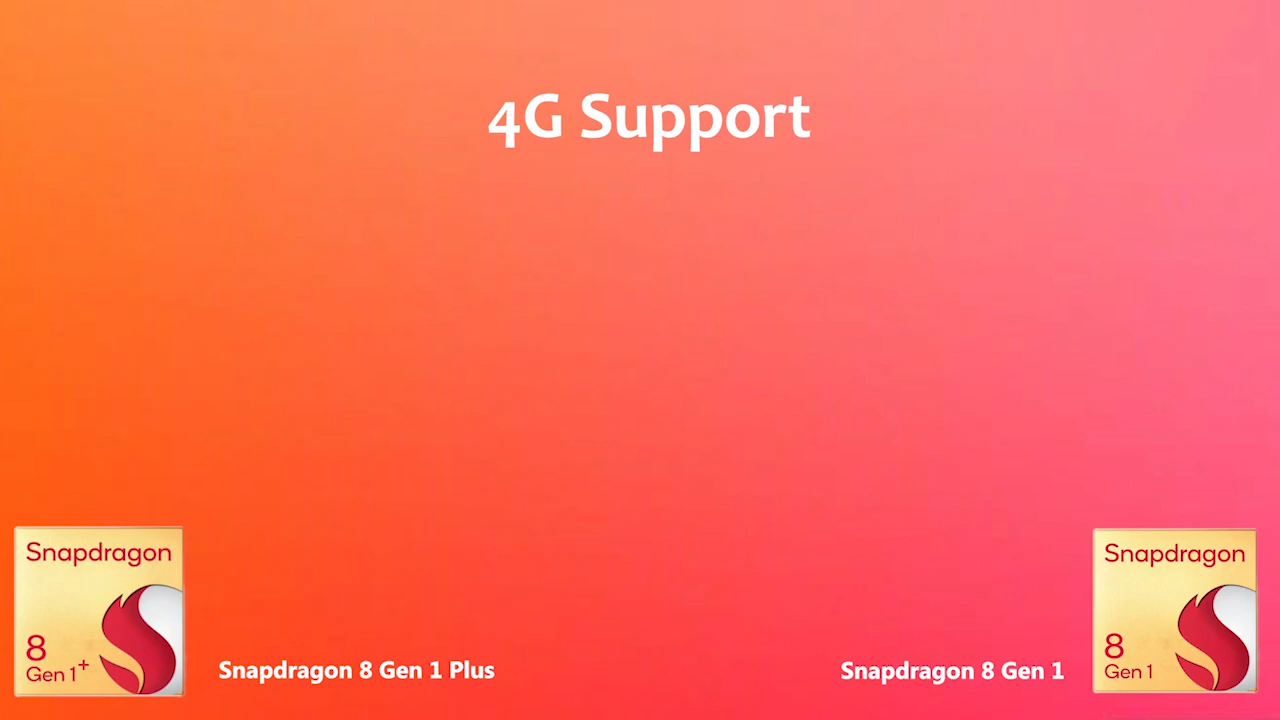 4G Support
Snapdragon
8
Gen 1+
Snapdragon 8 Gen 1 Plus
Snapdragon 8 Gen 1
Snapdragon
8
Gen 1